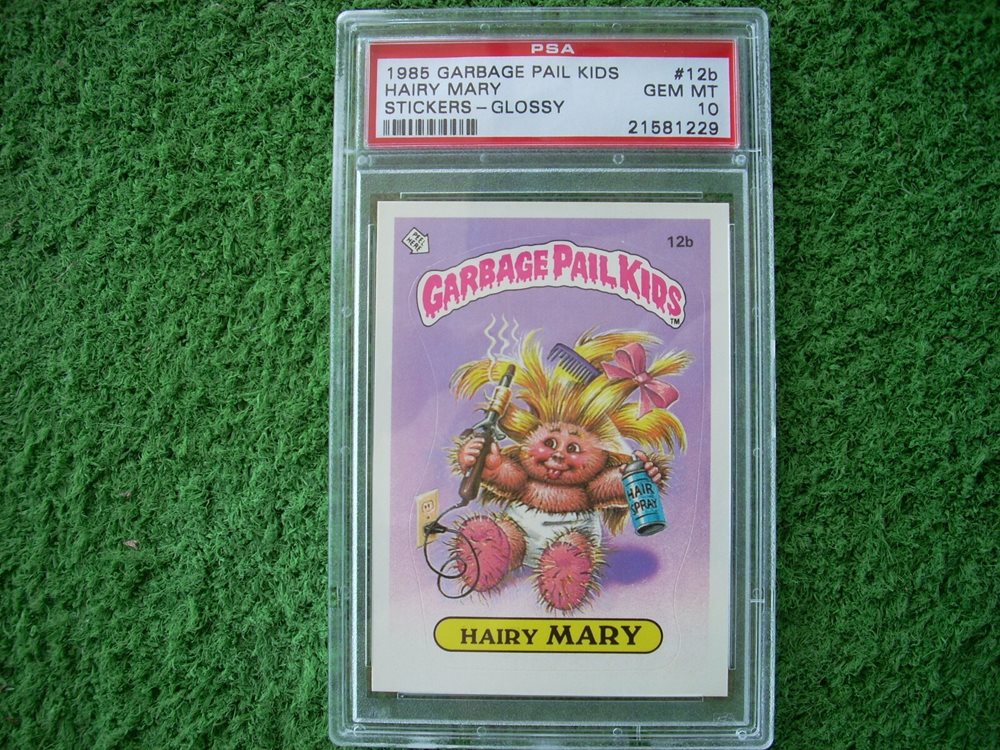 PSA
1985 GARBAGE PAIL KIDS #12b
HAIRY MARY GEM MT
STICKERS - GLOSSY 10
21581229
PEEL HERE
12b
GARBAGE PAIL KIDS
TM
HAIR
SPRAY
HAIRY MARY